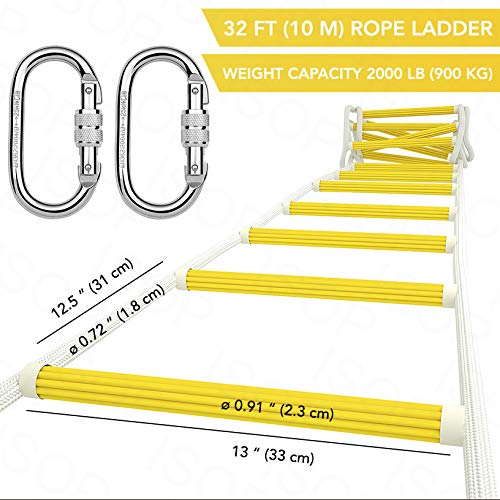 32 FT (10 M) ROPE LADDER
WEIGHT CAPACITY 2000 LB (900 KG)
12.5 “ (31 cm)
ø 0.72 “ (1.8 cm)
ø 0.91 “ (2.3 cm)
13 “ (33 cm)